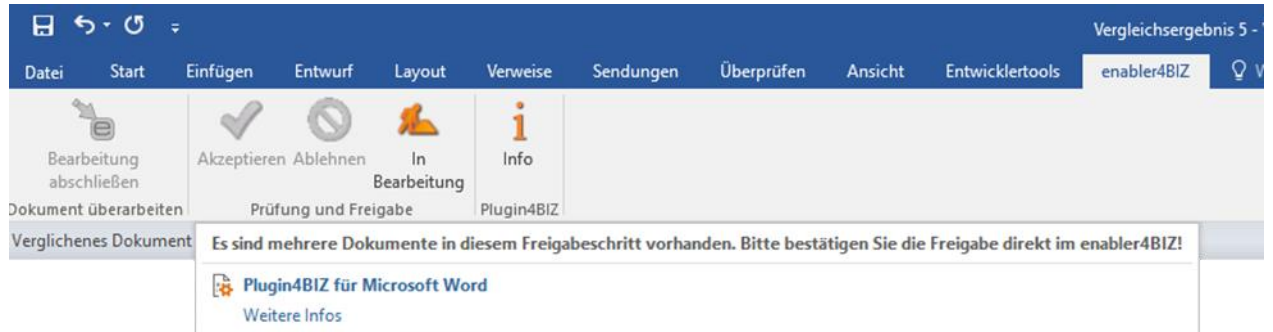 Vergleichsergebnis 5 -
Datei Start Einfügen Entwurf Layout Verweise Sendungen Überprüfen Ansicht Entwicklertools enabler4BIZ
Bearbeitung abschließen
Akzeptieren
Ablehnen
In Bearbeitung
Info
Dokument überarbeiten
Prüfung und Freigabe
Plugin4BIZ
Verglichenes Dokument
Es sind mehrere Dokumente in diesem Freigabeschritt vorhanden. Bitte bestätigen Sie die Freigabe direkt im enabler4BIZ!
Plugin4BIZ für Microsoft Word
Weitere Infos